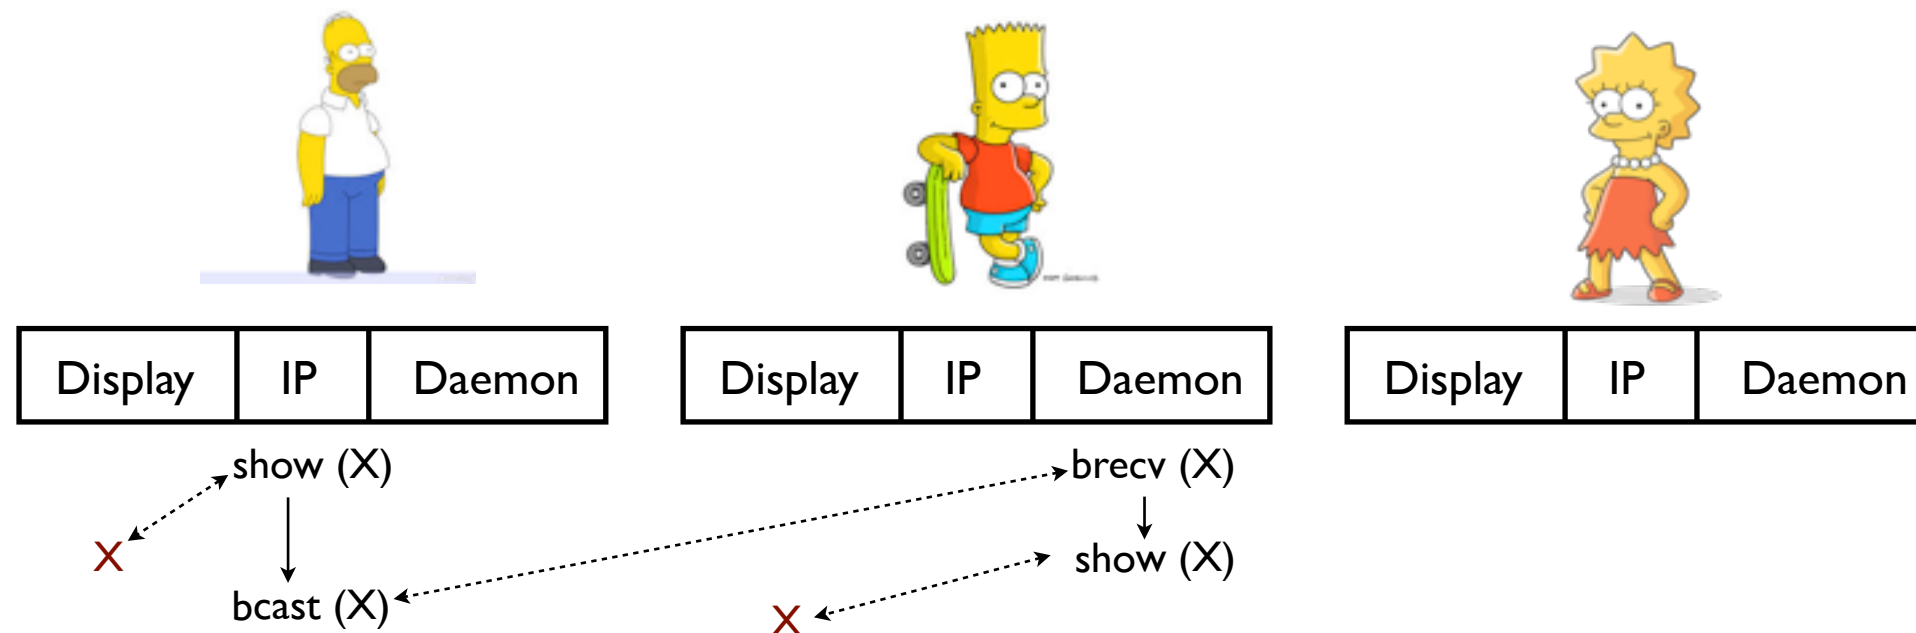 Display IP Daemon Display IP Daemon Display IP Daemon
show (X) brecv (X)
X show (X)
bcast (X) X